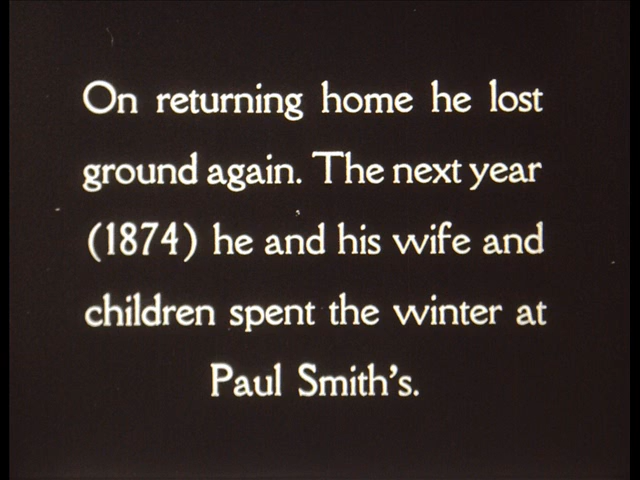 On returning home he lost
ground again. The next year
(1874) he and his wife and
children spent the winter at
Paul Smith's.